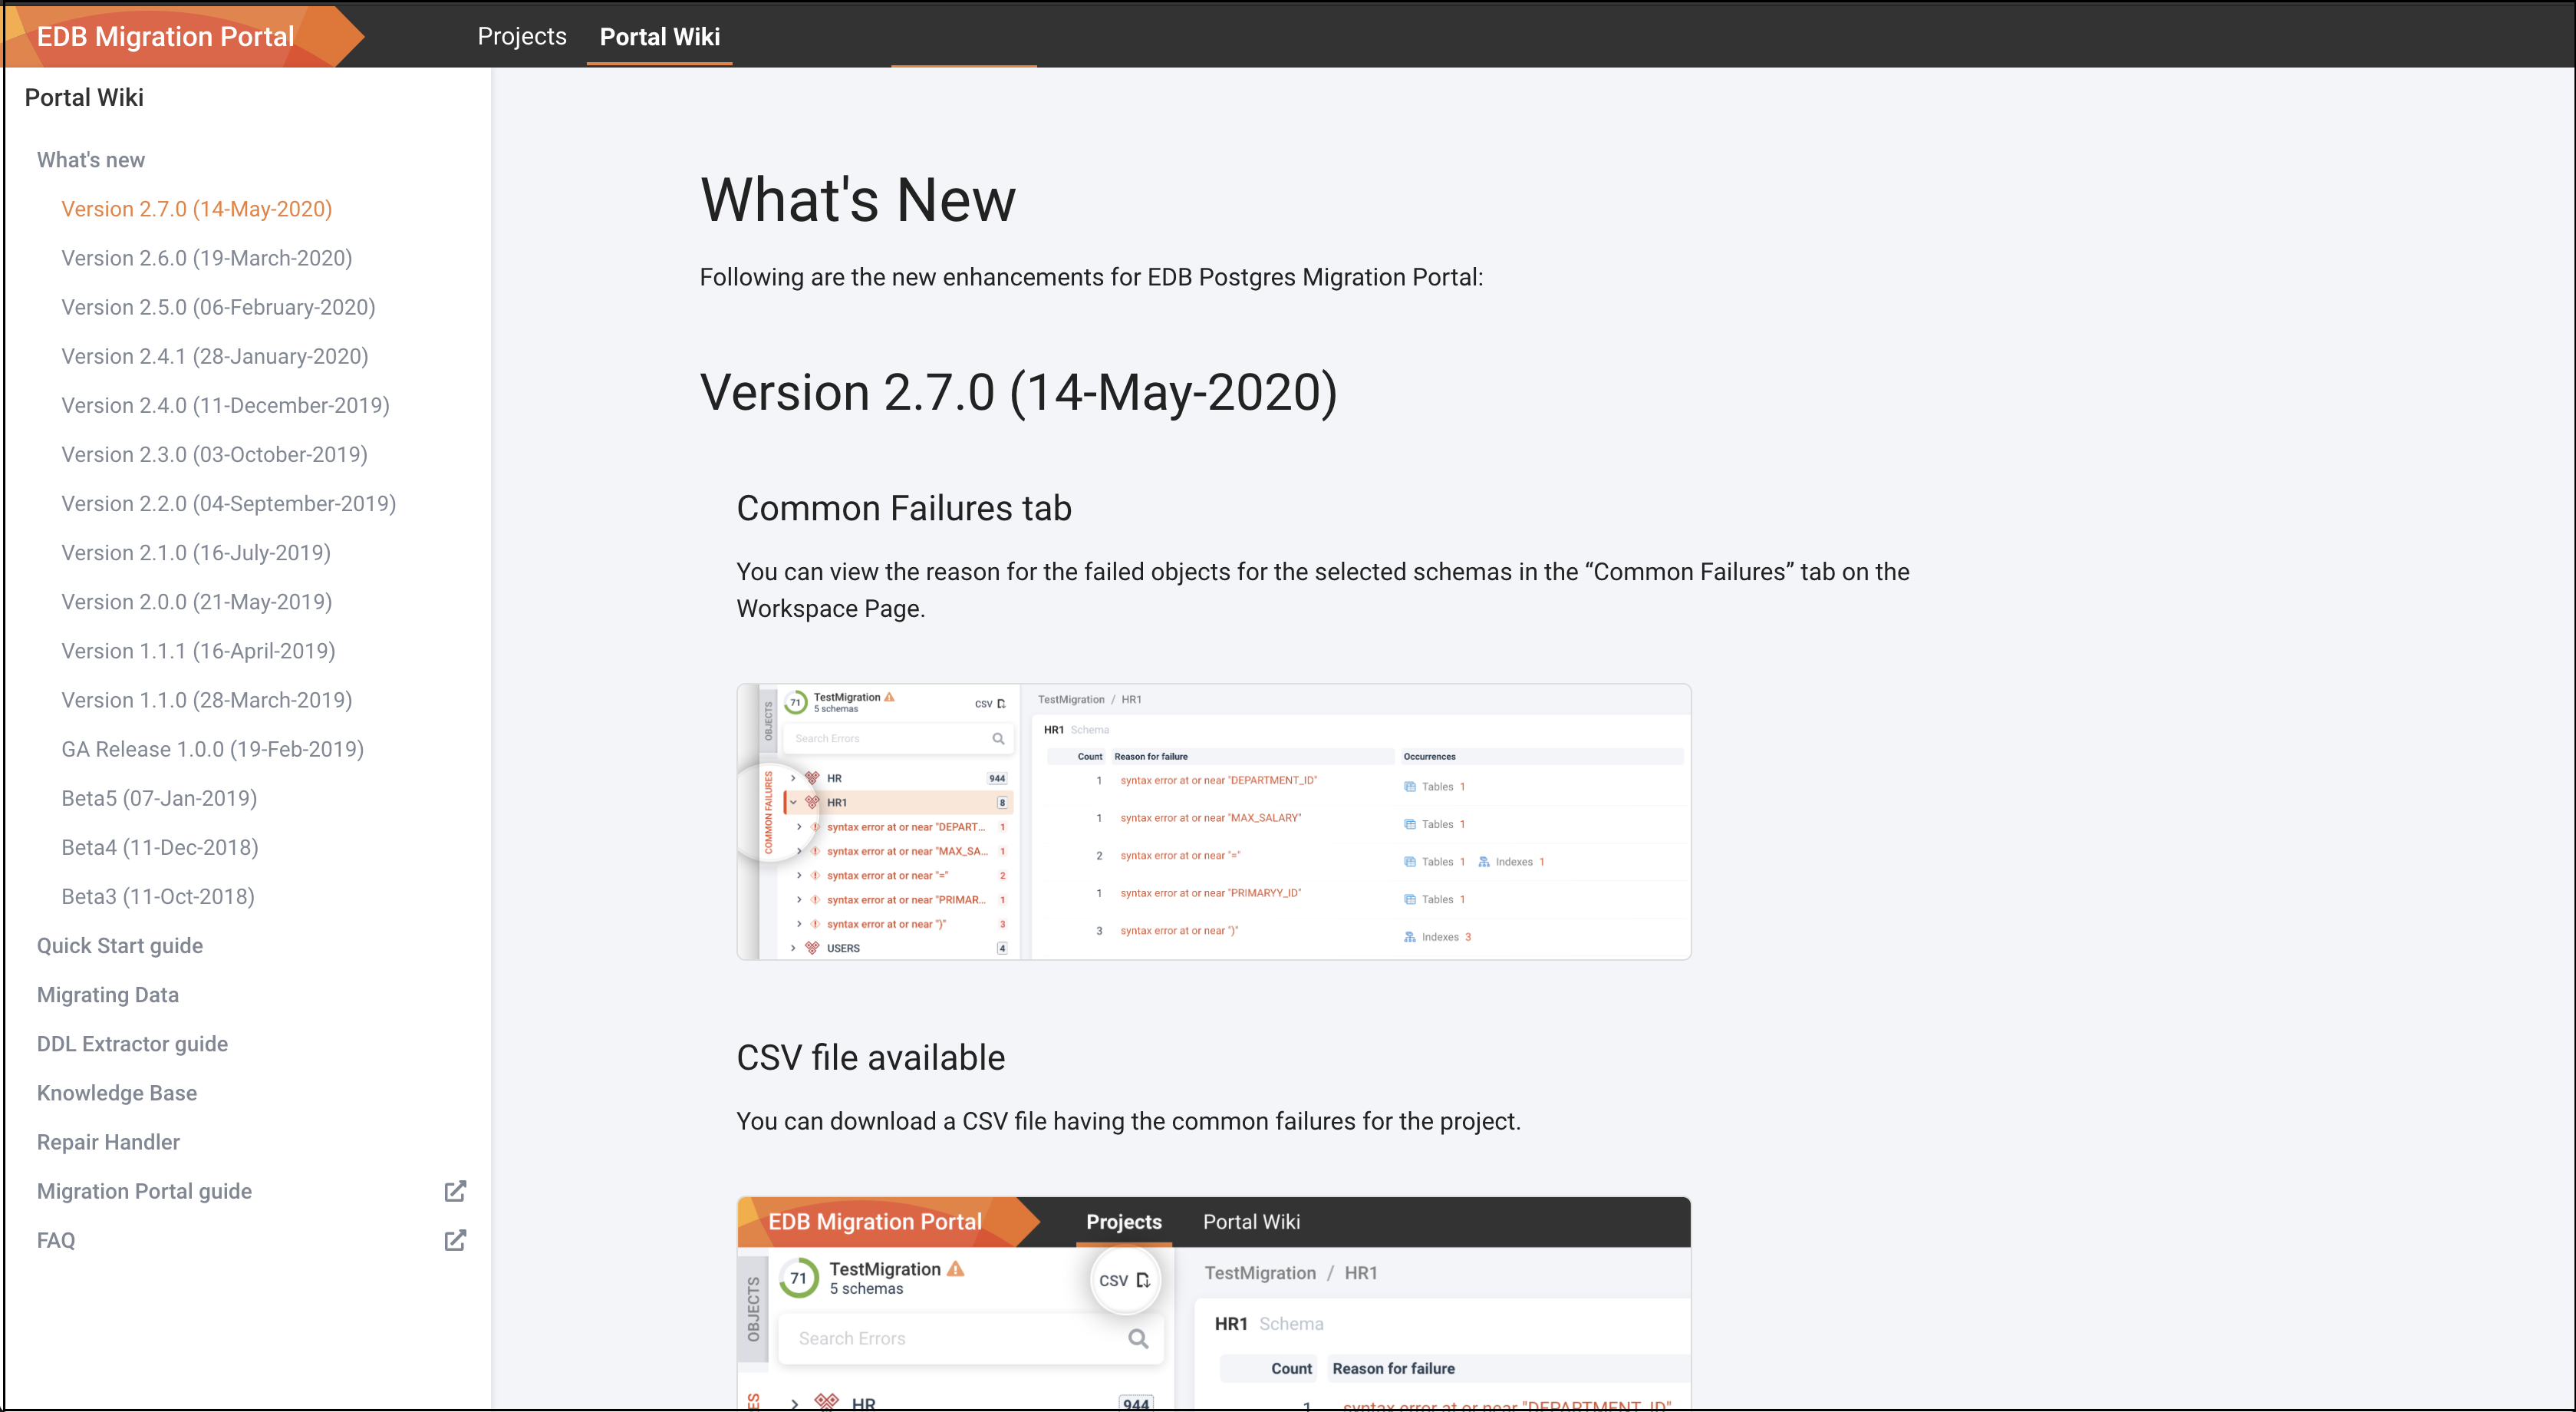 EDB Migration Portal
Projects
Portal Wiki
Portal Wiki
What's new
Version 2.7.0 (14-May-2020)
Version 2.6.0 (19-March-2020)
Version 2.5.0 (06-February-2020)
Version 2.4.1 (28-January-2020)
Version 2.4.0 (11-December-2019)
Version 2.3.0 (03-October-2019)
Version 2.2.0 (04-September-2019)
Version 2.1.0 (16-July-2019)
Version 2.0.0 (21-May-2019)
Version 1.1.1 (16-April-2019)
Version 1.1.0 (28-March-2019)
GA Release 1.0.0 (19-Feb-2019)
Beta5 (07-Jan-2019)
Beta4 (11-Dec-2018)
Beta3 (11-Oct-2018)
Quick Start guide
Migrating Data
DDL Extractor guide
Knowledge Base
Repair Handler
Migration Portal guide
FAQ
What's New
Following are the new enhancements for EDB Postgres Migration Portal:
Version 2.7.0 (14-May-2020)
Common Failures tab
You can view the reason for the failed objects for the selected schemas in the “Common Failures” tab on the
Workspace Page.
OBJECTS
COMMON FAILURES
71
TestMigration
5 schemas
CSV
Search Errors
HR 944
HR1 8
syntax error at or near "DEPART... 1
syntax error at or near "MAX_SA... 1
syntax error at or near "=" 2
syntax error at or near "PRIMAR... 1
syntax error at or near ")" 3
USERS 4
TestMigration / HR1
HR1 Schema
Count Reason for failure Occurrences
1 syntax error at or near "DEPARTMENT_ID" Tables 1
1 syntax error at or near "MAX_SALARY" Tables 1
2 syntax error at or near "=" Tables 1 Indexes 1
1 syntax error at or near "PRIMARYY_ID" Tables 1
3 syntax error at or near ")" Indexes 3
CSV file available
You can download a CSV file having the common failures for the project.
EDB Migration Portal
Projects
Portal Wiki
OBJECTS
ES
71
TestMigration
5 schemas
CSV
Search Errors
HR 944
TestMigration / HR1
HR1 Schema
Count Reason for failure
1 syntax error at or near "DEPARTMENT_ID"